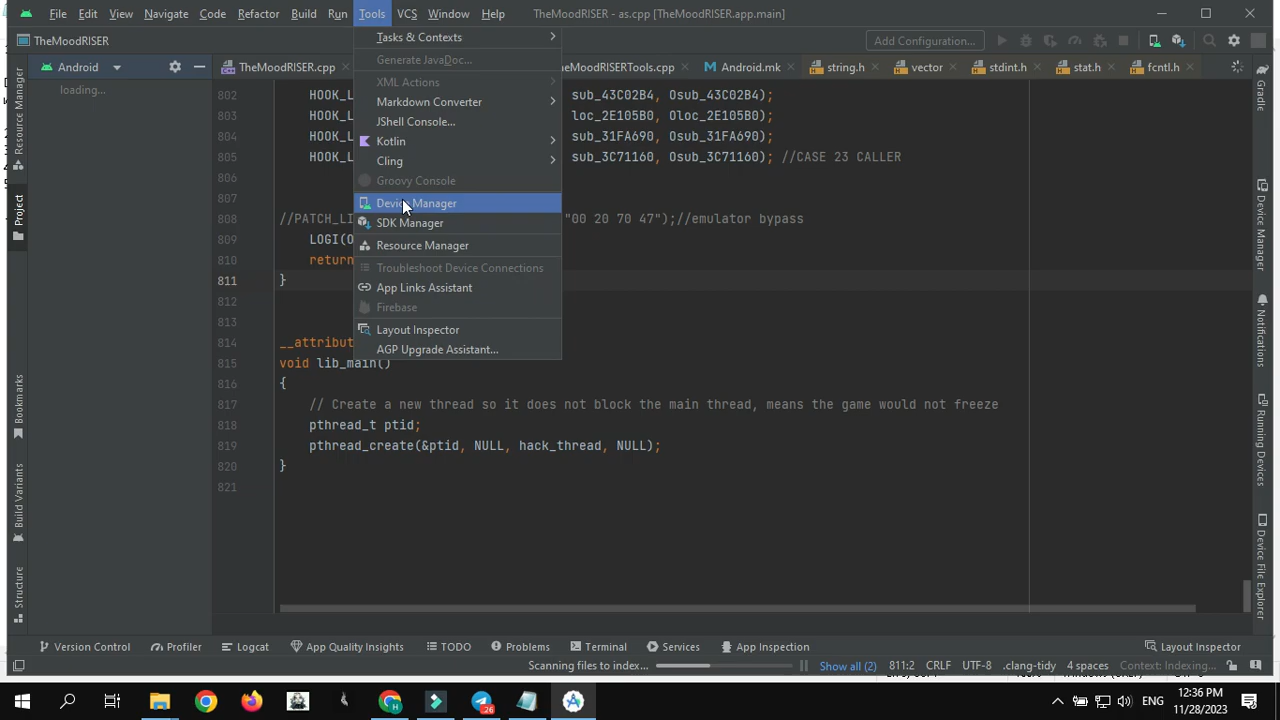 File Edit View Navigate Code Refactor Build Run Tools VCS Window Help TheMoodRISER - as.cpp [TheMoodRISER.app.main]
TheMoodRISER Add Configuration...
Android TheMoodRISER.cpp heMoodRISERTools.cpp Android.mk string.h vector stdint.h stat.h fcntl.h
loading...
Resource Manager
Project
Bookmarks
Build Variants
Structure
802 HOOK_L sub_43C02B4, Osub_43C02B4);
803 HOOK_L loc_2E105B0, Oloc_2E105B0);
804 HOOK_L sub_31FA690, Osub_31FA690);
805 HOOK_L sub_3C71160, Osub_3C71160); //CASE 23 CALLER
806
807
808 //PATCH_LI "00 20 70 47");//emulator bypass
809 LOGI(O
810 return
811 }
812
813
814 __attribut
815 void lib_main()
816 {
817 // Create a new thread so it does not block the main thread, means the game would not freeze
818 pthread_t ptid;
819 pthread_create(&ptid, NULL, hack_thread, NULL);
820 }
821
Tasks & Contexts
Generate JavaDoc...
XML Actions
Markdown Converter
JShell Console...
Kotlin
Cling
Groovy Console
Device Manager
SDK Manager
Resource Manager
Troubleshoot Device Connections
App Links Assistant
Firebase
Layout Inspector
AGP Upgrade Assistant...
Gradle
Device Manager
Notifications
Running Devices
Device File Explorer
Version Control Profiler Logcat App Quality Insights TODO Problems Terminal Services App Inspection Layout Inspector
Scanning files to index... Show all (2) 811:2 CRLF UTF-8 .clang-tidy 4 spaces Context: Indexing...
26 ENG 12:36 PM
11/28/2023